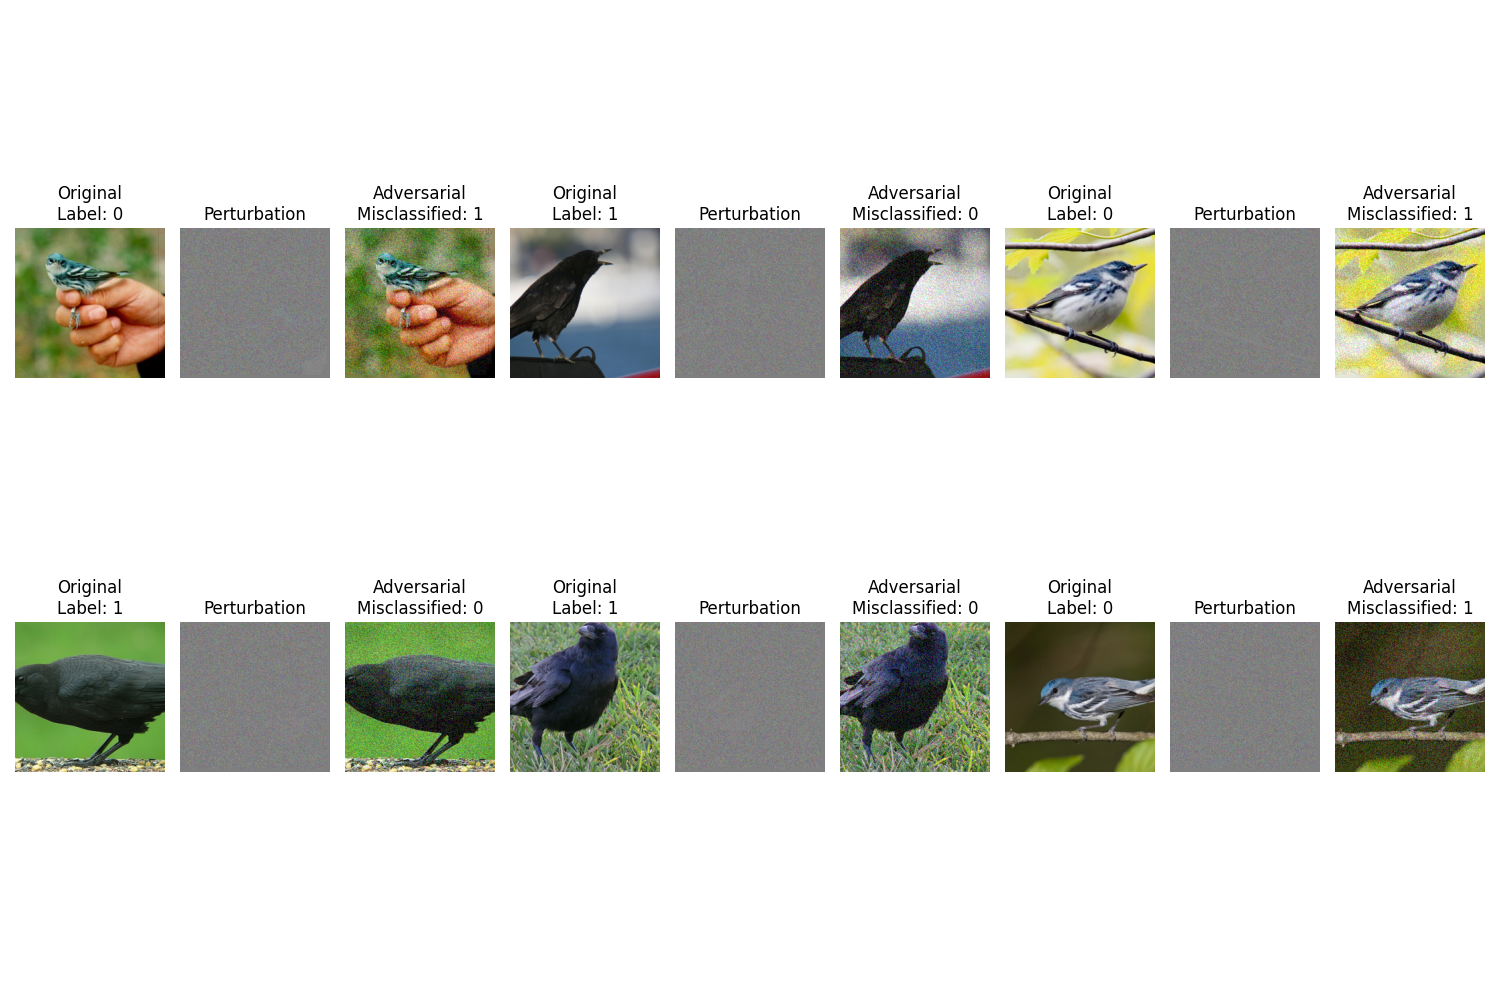 Original
Label: 0
Perturbation
Adversarial
Misclassified: 1
Original
Label: 1
Perturbation
Adversarial
Misclassified: 0
Original
Label: 0
Perturbation
Adversarial
Misclassified: 1
Original
Label: 1
Perturbation
Adversarial
Misclassified: 0
Original
Label: 1
Perturbation
Adversarial
Misclassified: 0
Original
Label: 0
Perturbation
Adversarial
Misclassified: 1